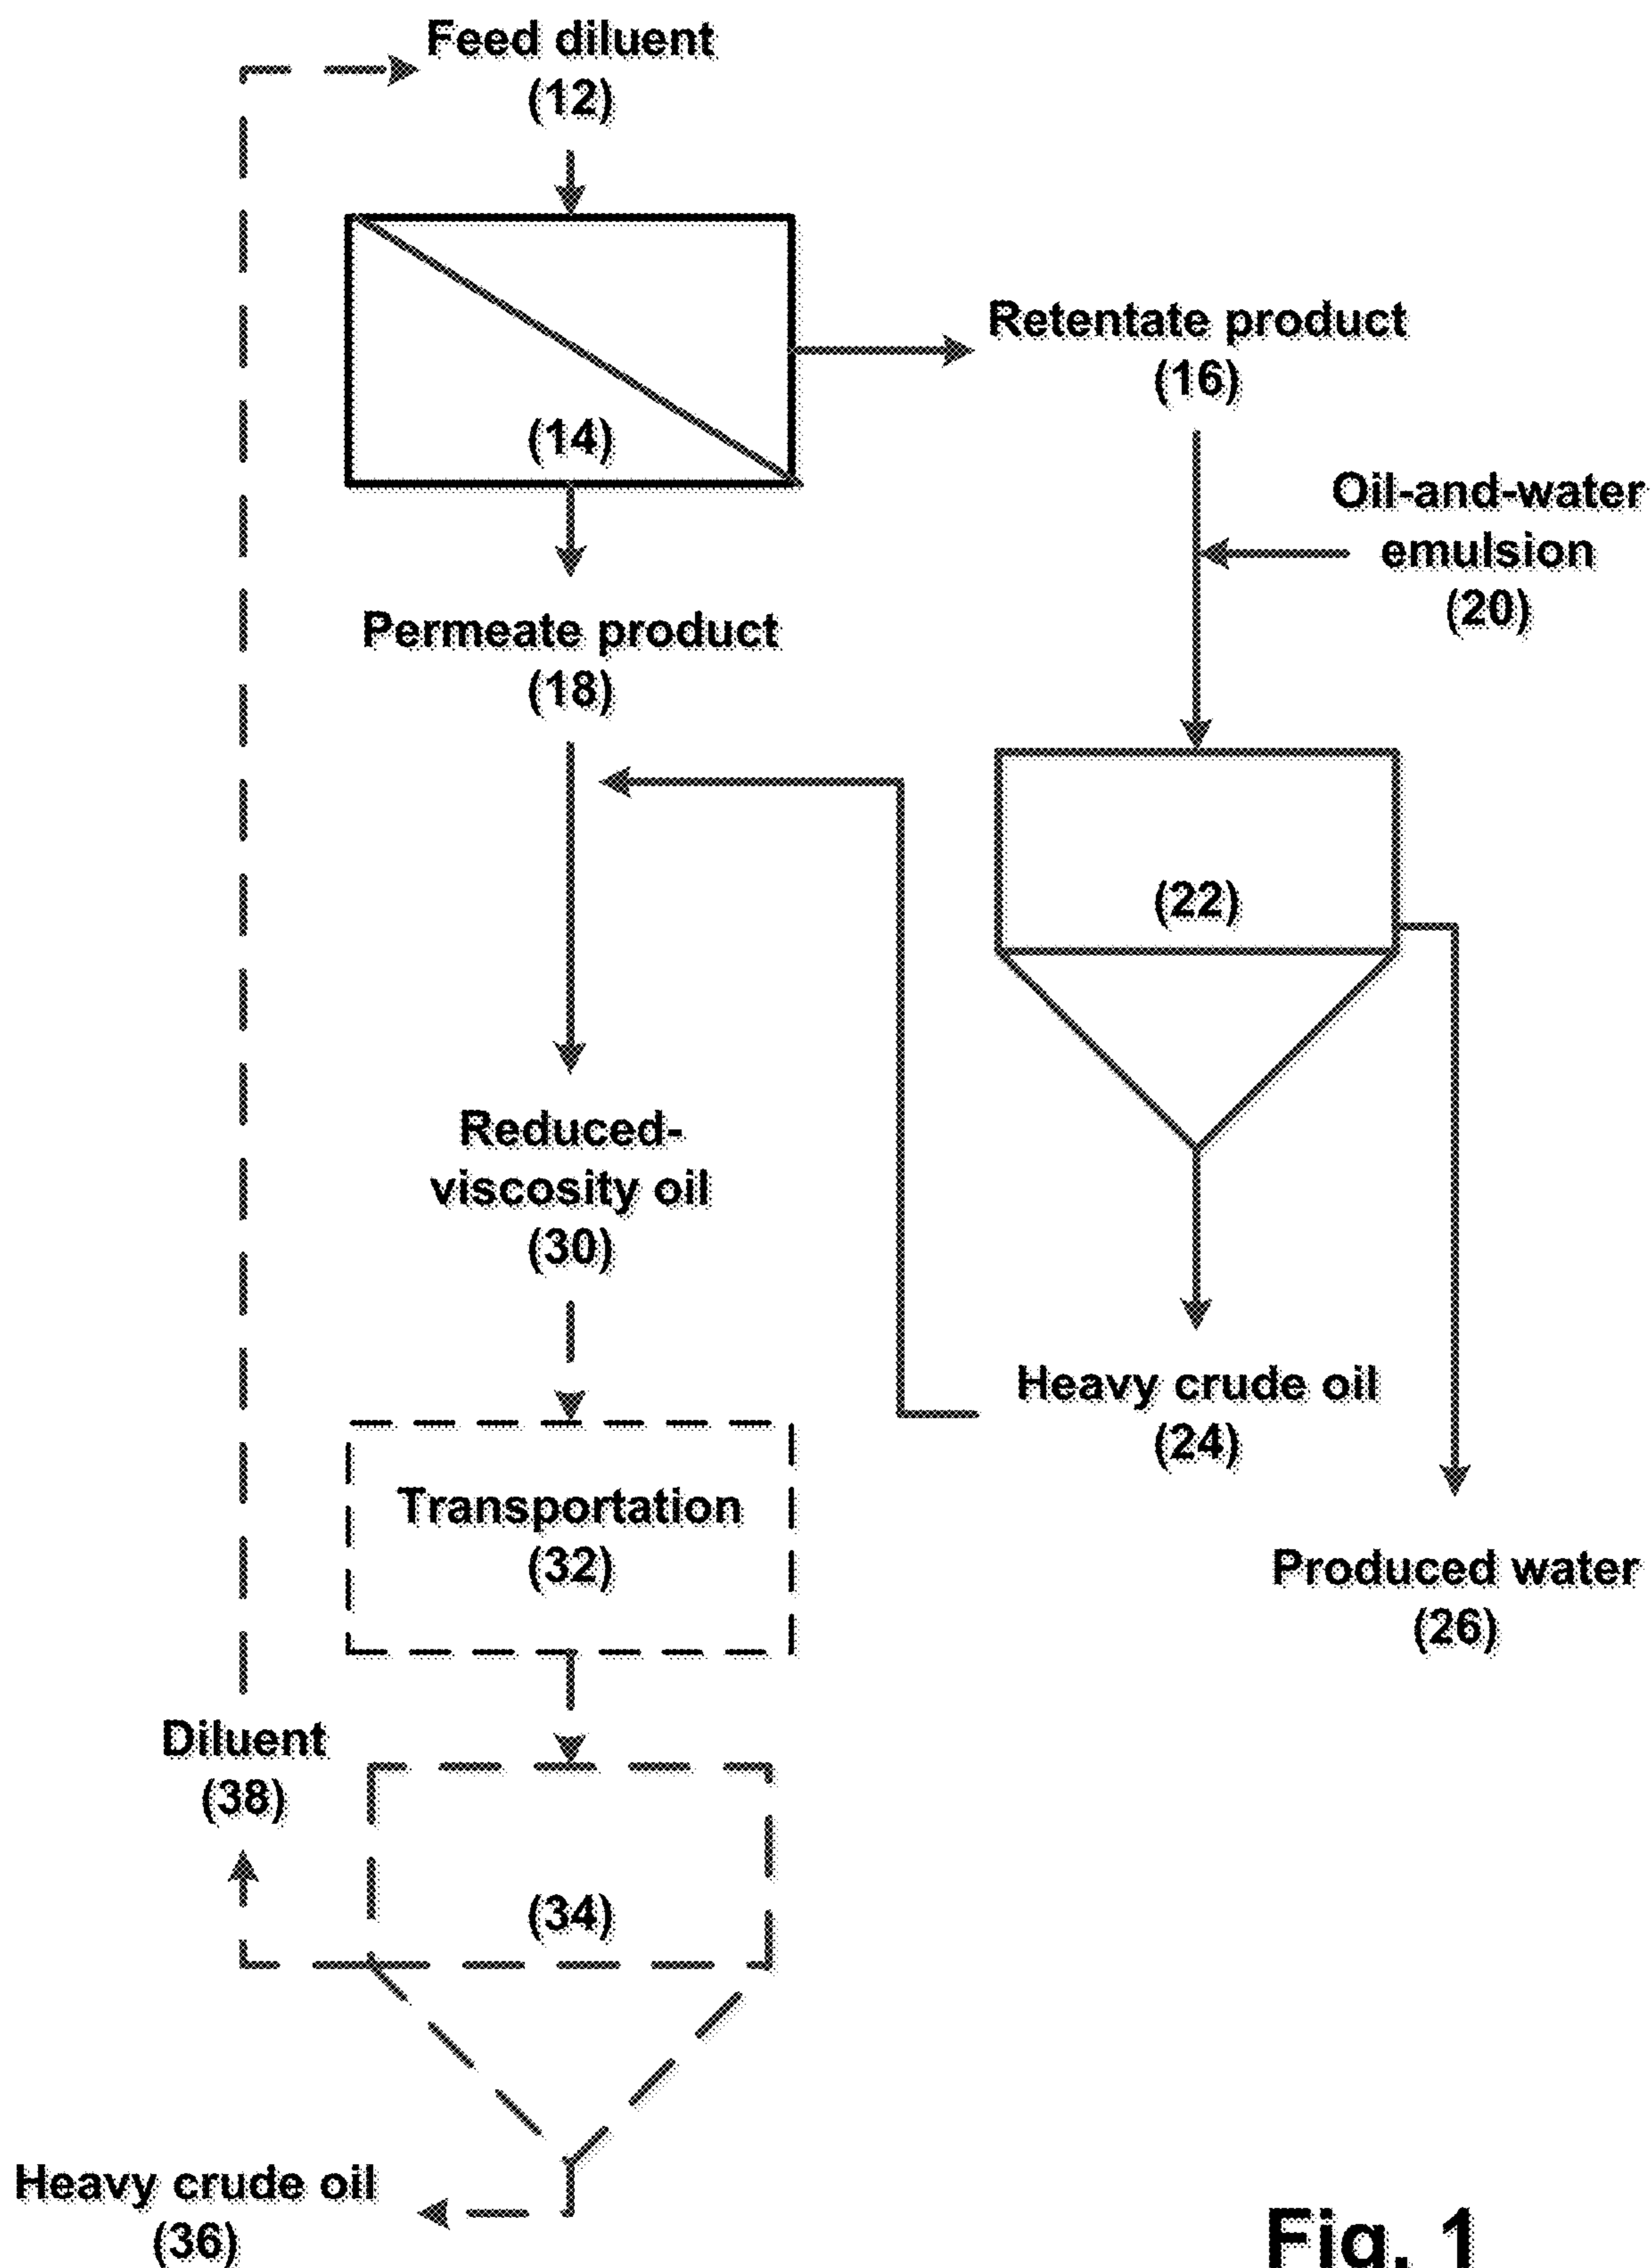 Feed diluent
(12)
(14)
Retentate product
(16)
Oil-and-water
emulsion
(20)
Permeate product
(18)
(22)
Reduced-
viscosity oil
(30)
Heavy crude oil
(24)
Transportation
(32)
Produced water
(26)
Diluent
(38)
(34)
Heavy crude oil
(36)
Fig. 1